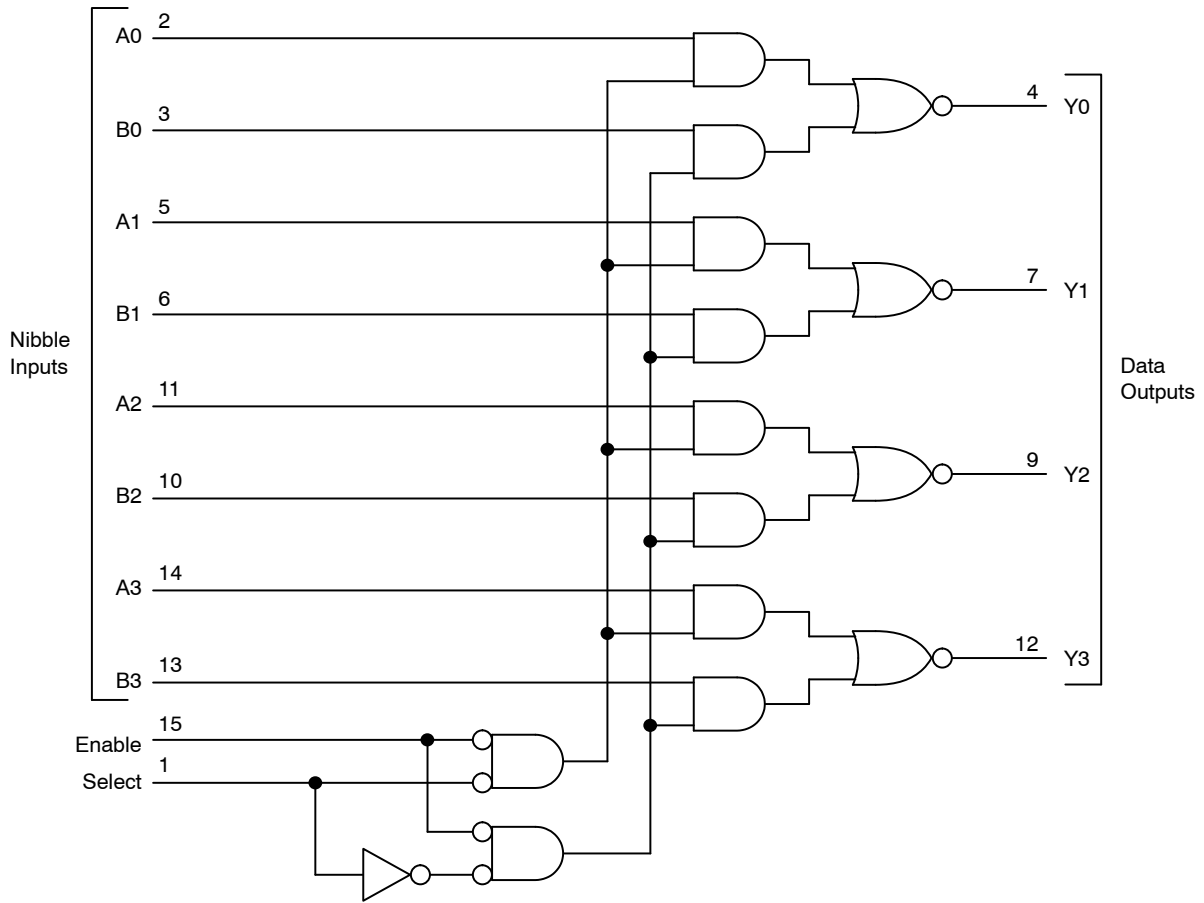 A0 2
B0 3
4 Y0
A1 5
B1 6
7 Y1
Nibble
Inputs
Data
Outputs
A2 11
B2 10
9 Y2
A3 14
B3 13
12 Y3
Enable 15
Select 1